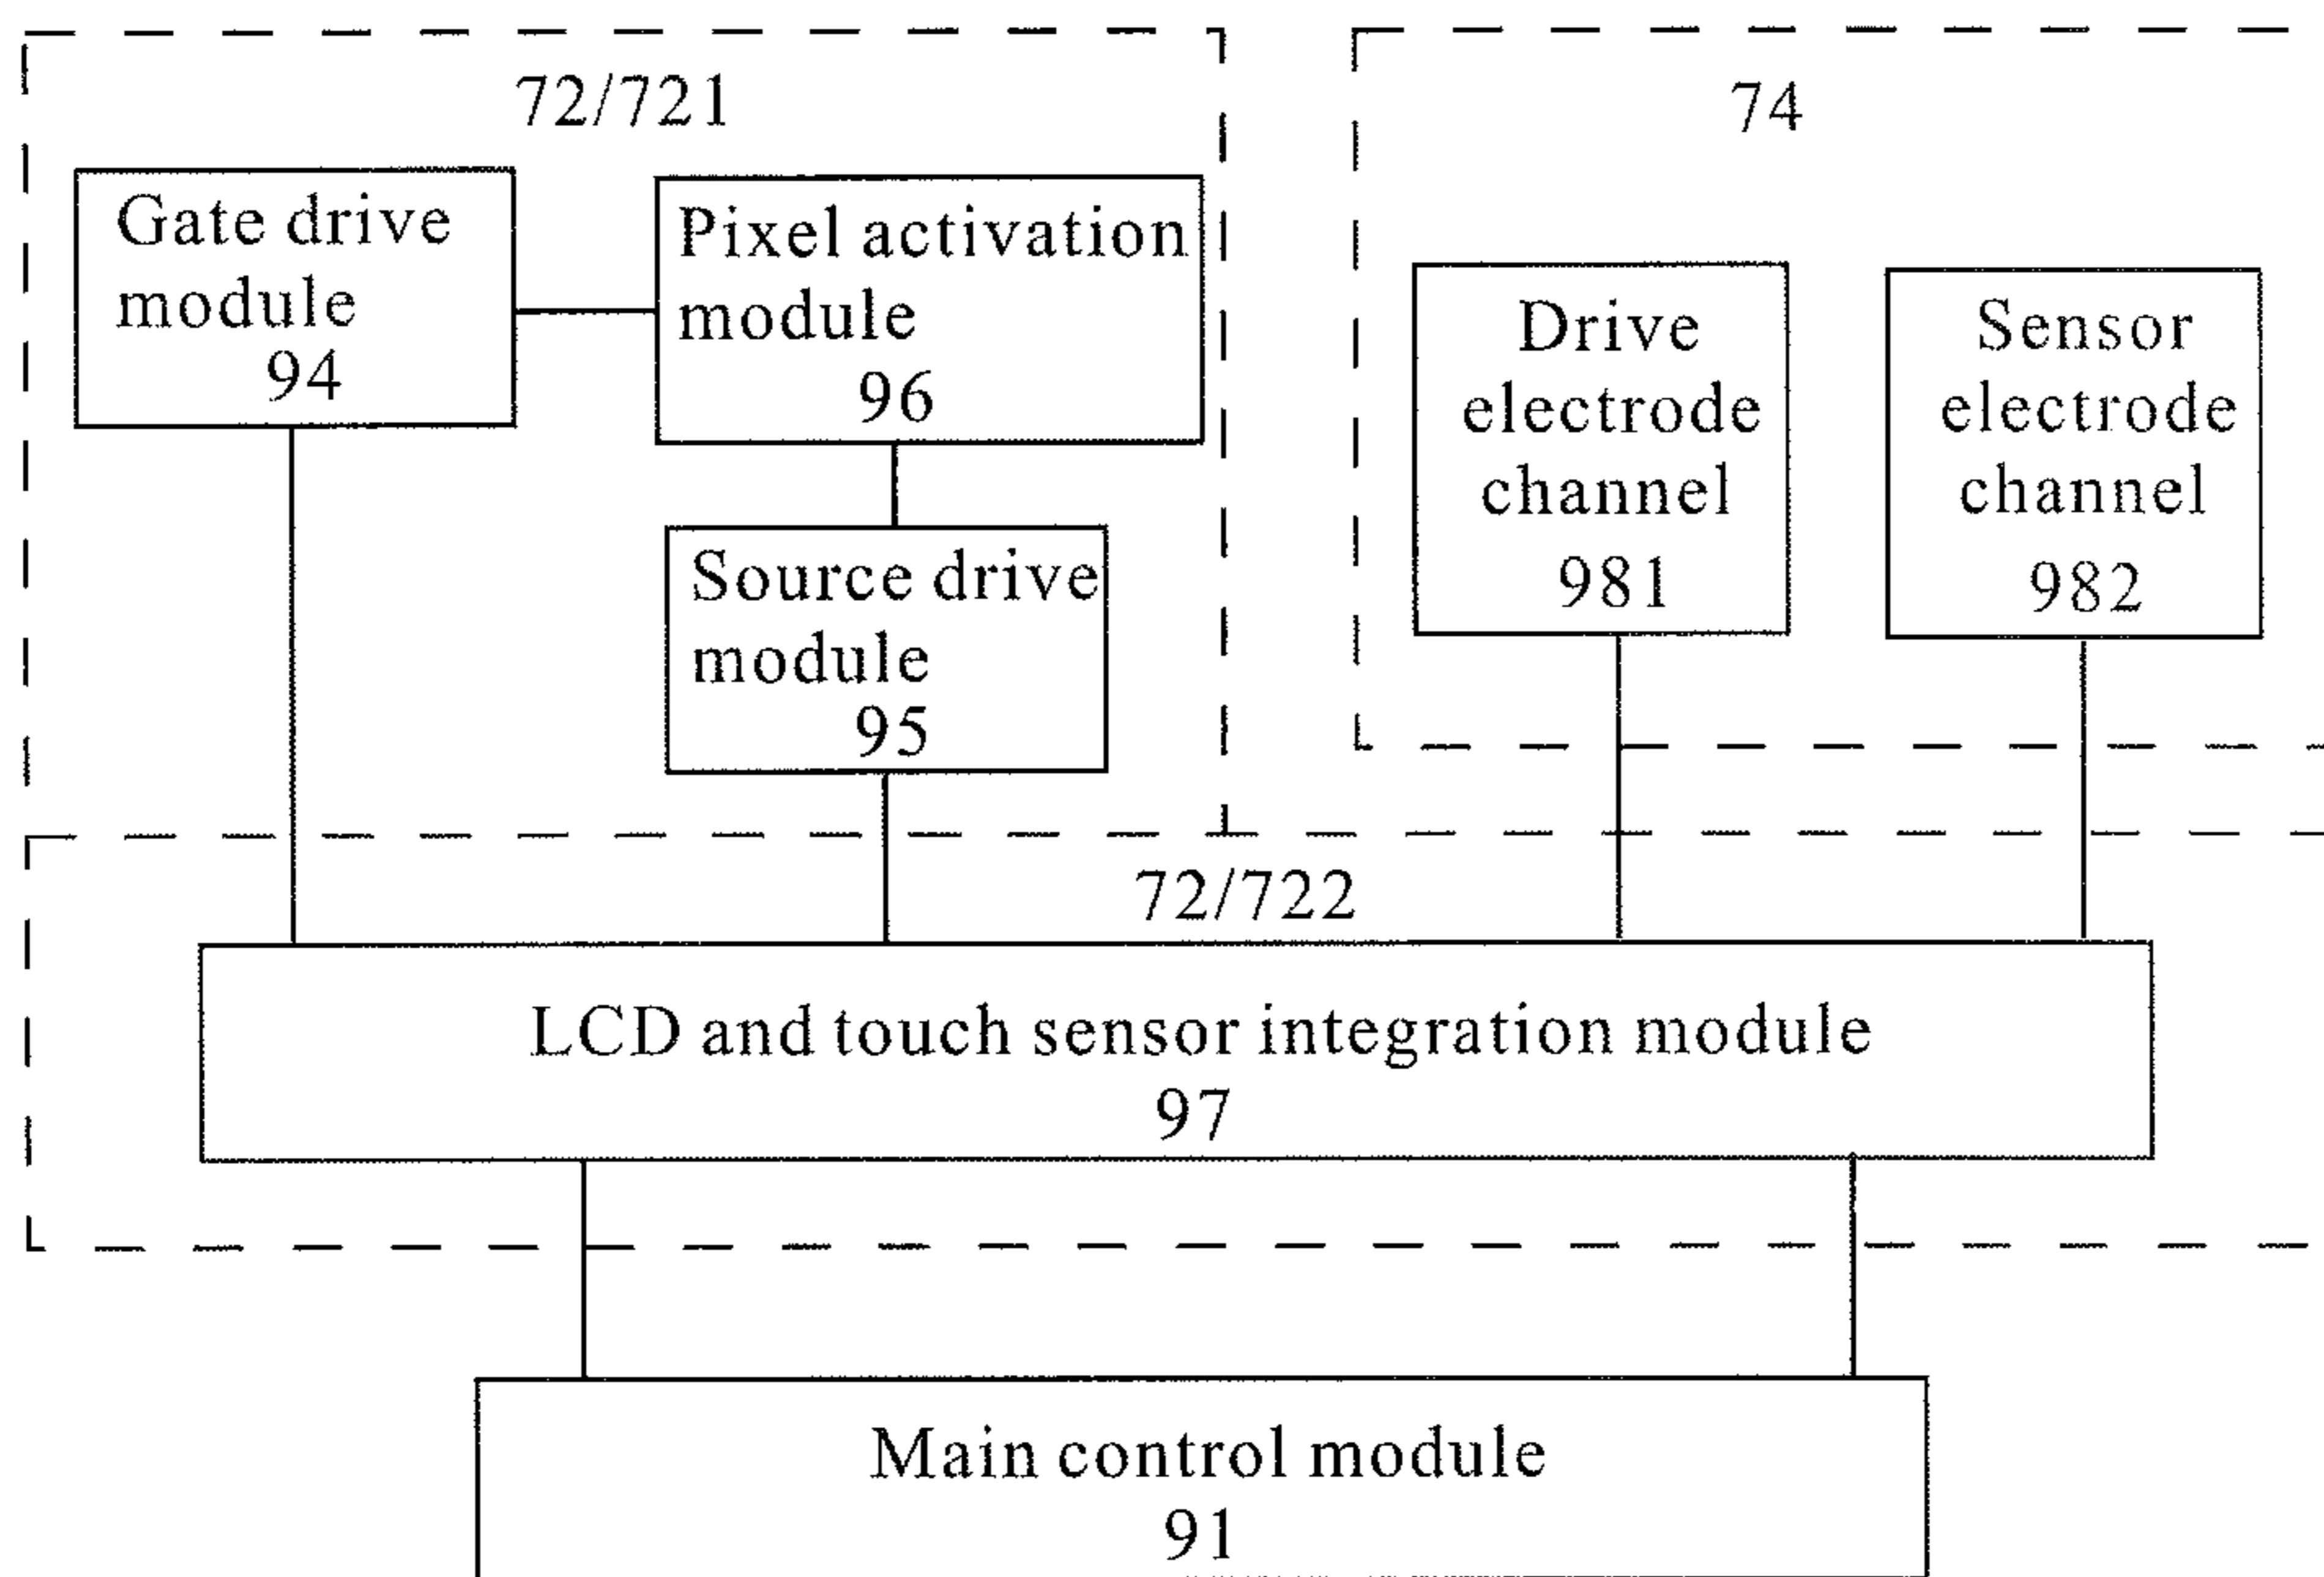 72/721
74
Gate drive
module
94
Pixel activation
module
96
Source drive
module
95
Drive
electrode
channel
981
Sensor
electrode
channel
982
72/722
LCD and touch sensor integration module
97
Main control module
91